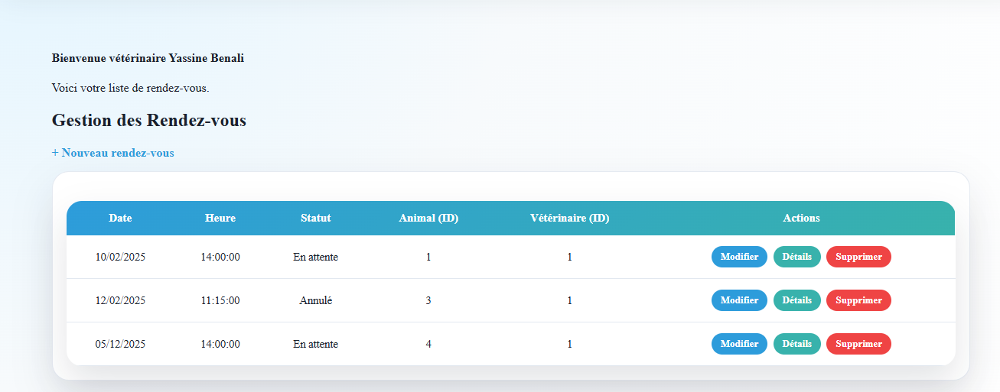 Bienvenue vétérinaire Yassine Benali
Voici votre liste de rendez-vous.
Gestion des Rendez-vous
+ Nouveau rendez-vous
Date Heure Statut Animal (ID) Vétérinaire (ID) Actions
10/02/2025 14:00:00 En attente 1 1 Modifier Détails Supprimer
12/02/2025 11:15:00 Annulé 3 1 Modifier Détails Supprimer
05/12/2025 14:00:00 En attente 4 1 Modifier Détails Supprimer